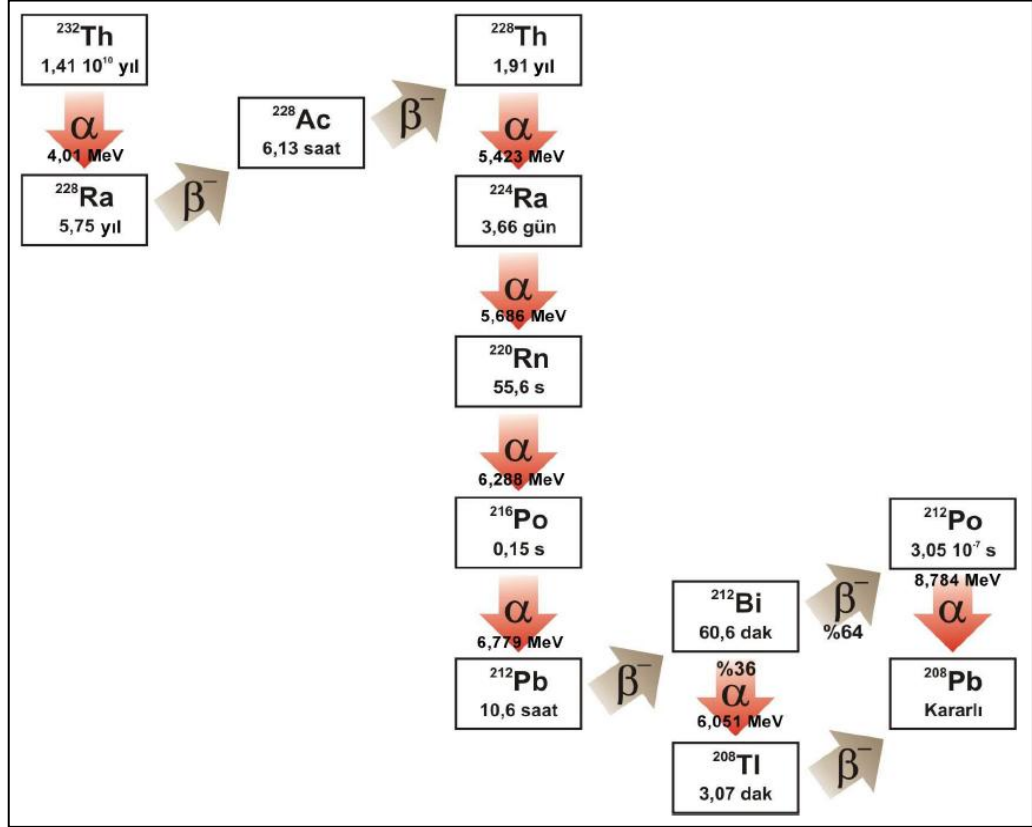 ²³²Th
1,41 10¹⁰ yıl
α
4,01 MeV
²²⁸Ra
5,75 yıl
β⁻
²²⁸Ac
6,13 saat
β⁻
²²⁸Th
1,91 yıl
α
5,423 MeV
²²⁴Ra
3,66 gün
α
5,686 MeV
²²⁰Rn
55,6 s
α
6,288 MeV
²¹⁶Po
0,15 s
α
6,779 MeV
²¹²Pb
10,6 saat
β⁻
²¹²Bi
60,6 dak
β⁻
%64
²¹²Po
3,05 10⁻⁷ s
8,784 MeV
α
²⁰⁸Pb
Kararlı
%36
α
6,051 MeV
²⁰⁸Tl
3,07 dak
β⁻